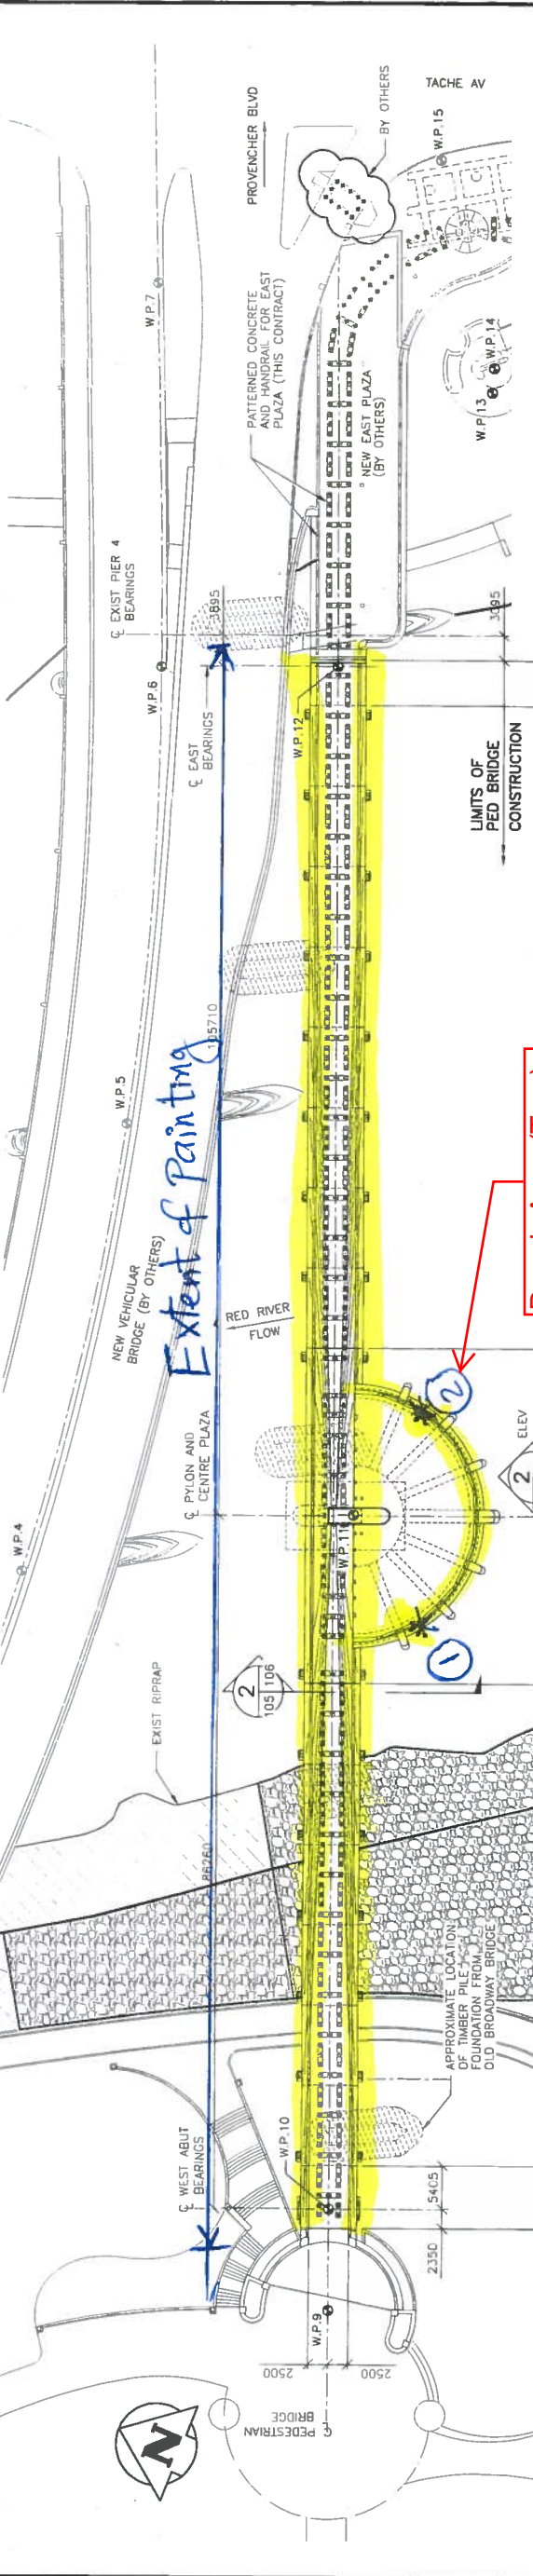 TACHE AV
PROVENCHER BLVD
BY OTHERS
W.P.15
W.P.7
PATTERNED CONCRETE
AND HANDRAIL FOR EAST
PLAZA (THIS CONTRACT)
W.P.14
W.P.13
NEW EAST PLAZA
(BY OTHERS)
℄ EXIST PIER 4
BEARINGS
3895
3895
W.P.6
℄ EAST
BEARINGS
W.P.12
LIMITS OF
PED BRIDGE
CONSTRUCTION
105710
W.P.5
Extent of Painting
NEW VEHICULAR
BRIDGE (BY OTHERS)
RED RIVER
FLOW
2
℄ PYLON AND
CENTRE PLAZA
ELEV
2
W.P.4
W.P.11
1
EXIST RIPRAP
2
105 106
86260
APPROXIMATE LOCATION
OF TIMBER PILE
FOUNDATION FROM
OLD BROADWAY BRIDGE
℄ WEST ABUT
BEARINGS
W.P.10
5405
2350
W.P.9
2500
2500
℄ PEDESTRIAN
BRIDGE
N